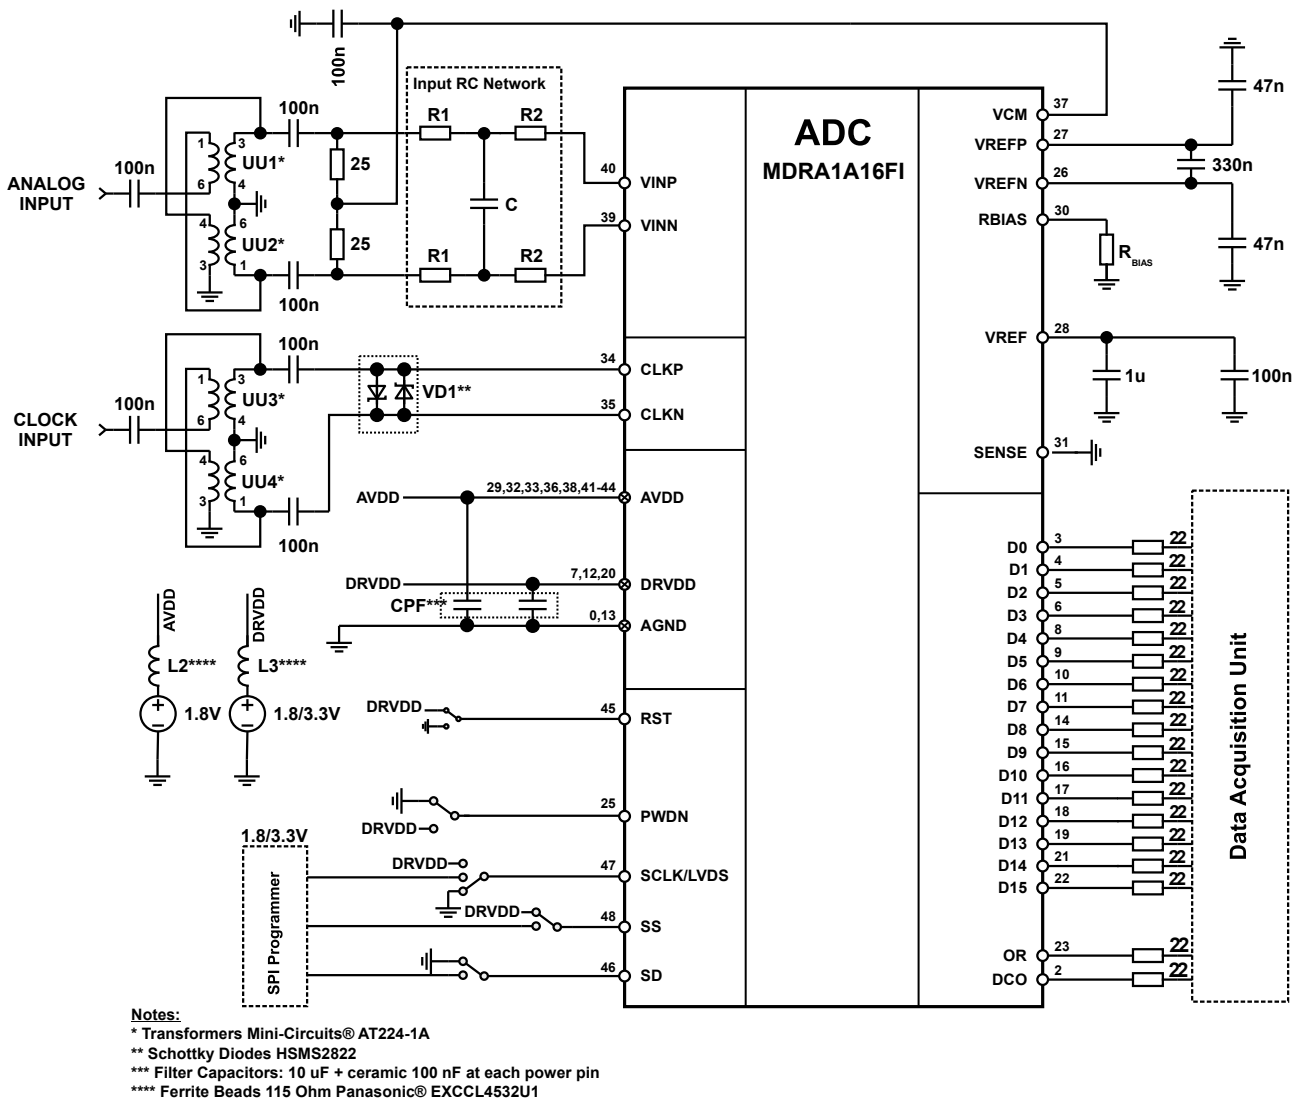 100n
Input RC Network
R1
R2
C
R1
R2
100n
100n
ANALOG
INPUT
1
3
UU1*
6
4
4
6
UU2*
3
1
25
25
100n
ADC
MDRA1A16FI
40
VINP
39
VINN
VCM
37
VREFP
27
VREFN
26
RBIAS
30
47n
330n
47n
R BIAS
VREF
28
1u
100n
SENSE
31
100n
100n
CLOCK
INPUT
1
3
UU3*
6
4
4
6
UU4*
3
1
100n
VD1**
34
CLKP
35
CLKN
AVDD
29,32,33,36,38,41-44
AVDD
DRVDD
7,12,20
DRVDD
CPF***
0,13
AGND
AVDD
L2****
1.8V
DRVDD
L3****
1.8/3.3V
DRVDD
45
RST
25
PWDN
DRVDD
1.8/3.3V
SPI Programmer
DRVDD
47
SCLK/LVDS
DRVDD
48
SS
46
SD
D0 3 22
D1 4 22
D2 5 22
D3 6 22
D4 8 22
D5 9 22
D6 10 22
D7 11 22
D8 14 22
D9 15 22
D10 16 22
D11 17 22
D12 18 22
D13 19 22
D14 21 22
D15 22 22
OR 23 22
DCO 2 22
Data Acquisition Unit
Notes:
* Transformers Mini-Circuits® AT224-1A
** Schottky Diodes HSMS2822
*** Filter Capacitors: 10 uF + ceramic 100 nF at each power pin
**** Ferrite Beads 115 Ohm Panasonic® EXCCL4532U1